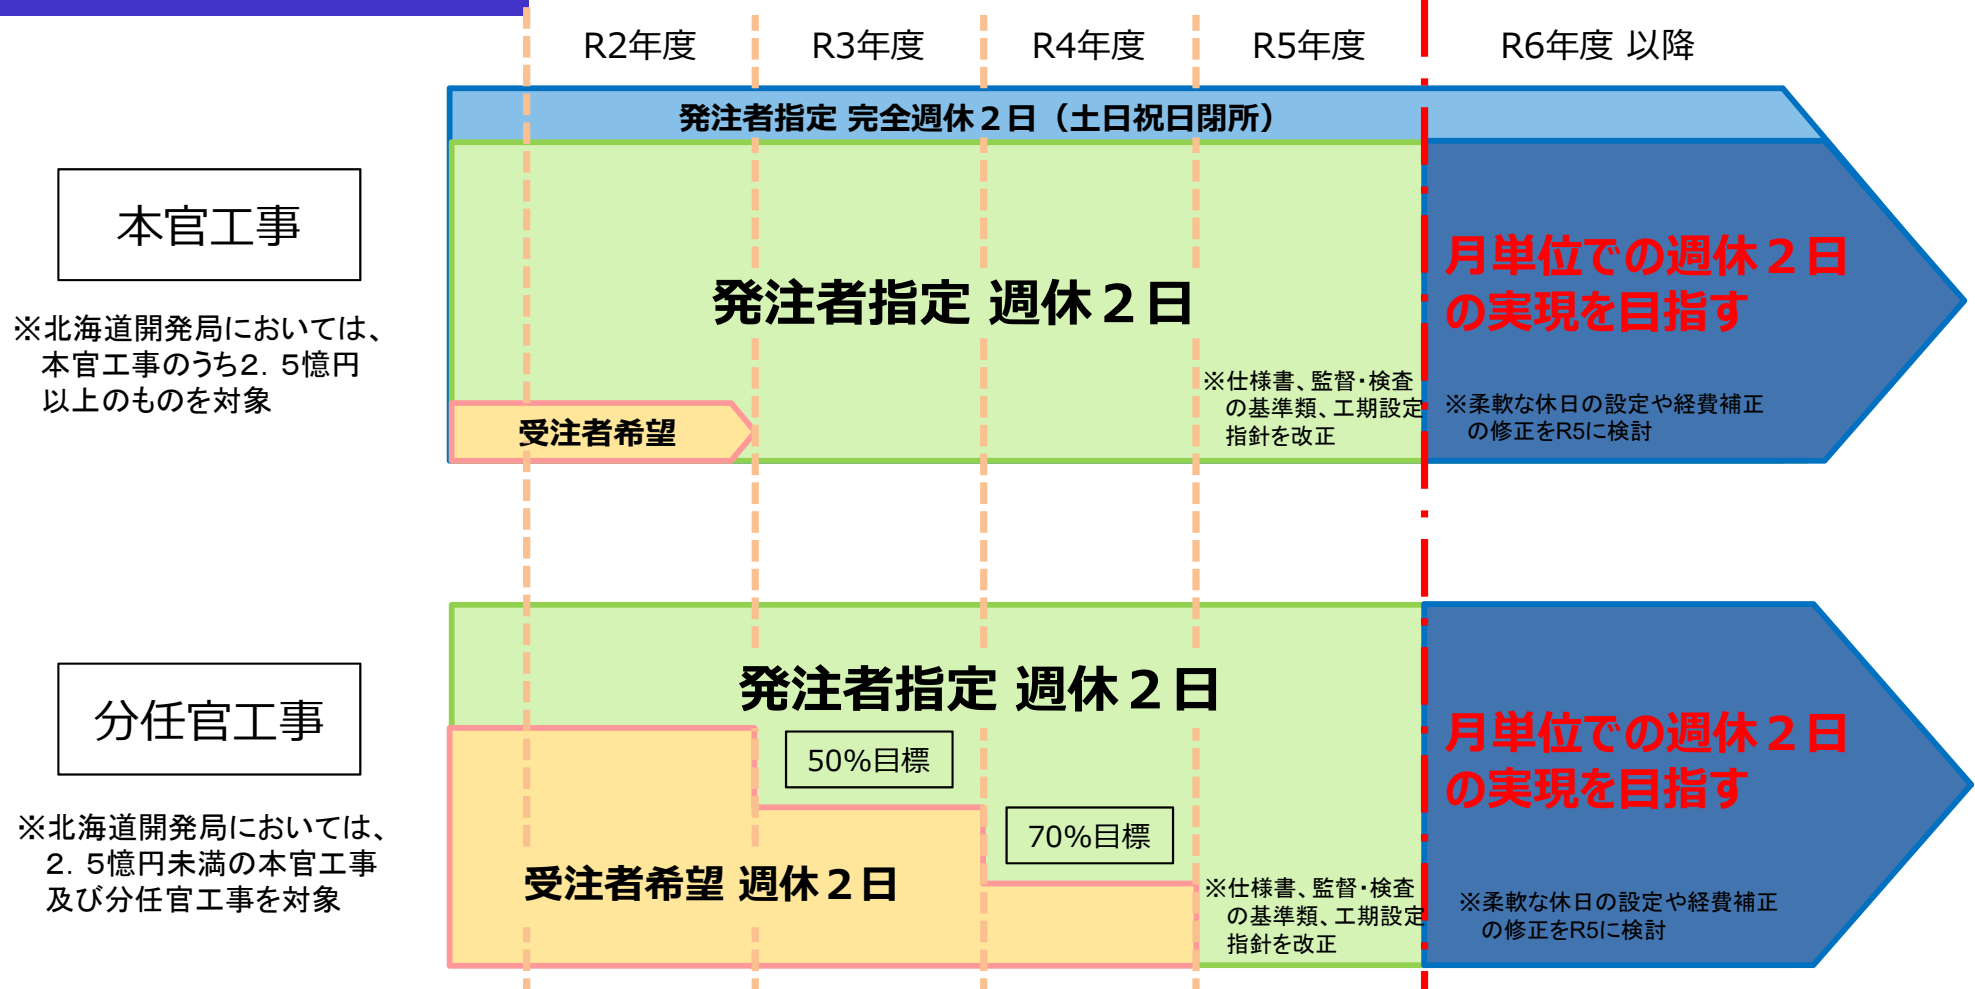 R2年度
R3年度
R4年度
R5年度
R6年度 以降
発注者指定 完全週休２日（土日祝日閉所）
本官工事
※北海道開発局においては、
本官工事のうち２．５憶円
以上のものを対象
発注者指定 週休２日
受注者希望
※仕様書、監督・検査
の基準類、工期設定
指針を改正
月単位での週休２日
の実現を目指す
※柔軟な休日の設定や経費補正
の修正をR5に検討
分任官工事
※北海道開発局においては、
２．５憶円未満の本官工事
及び分任官工事を対象
発注者指定 週休２日
50%目標
70%目標
受注者希望 週休２日
※仕様書、監督・検査
の基準類、工期設定
指針を改正
月単位での週休２日
の実現を目指す
※柔軟な休日の設定や経費補正
の修正をR5に検討